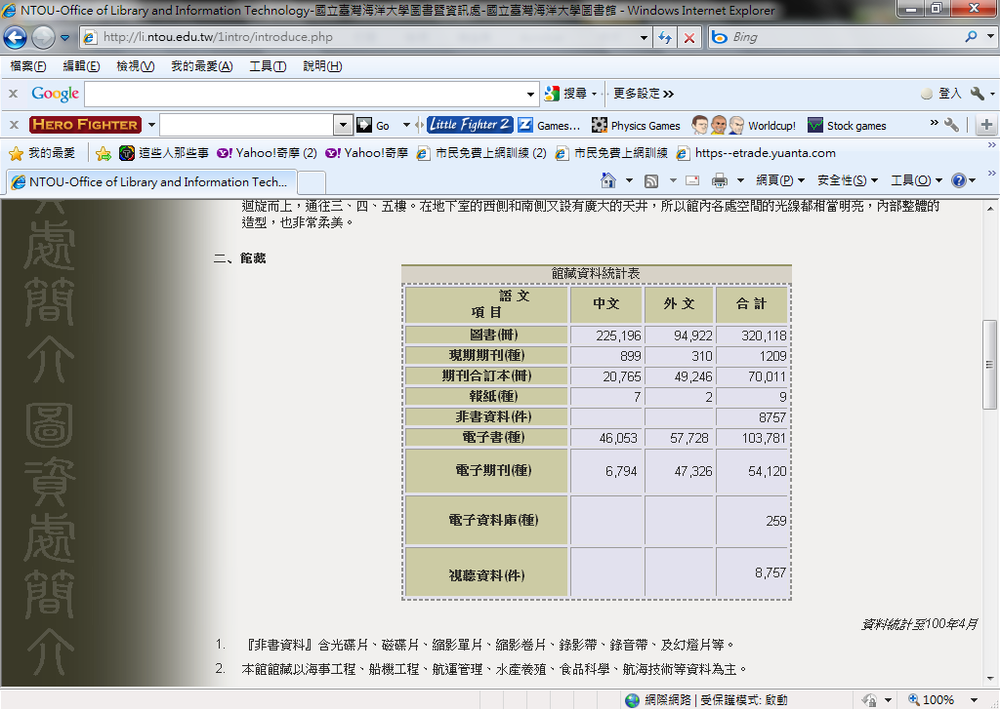 NTOU-Office of Library and Information Technology-國立臺灣海洋大學圖書暨資訊處-國立臺灣海洋大學圖書館 - Windows Internet Explorer
http://li.ntou.edu.tw/1intro/introduce.php
Bing
檔案(F) 編輯(E) 檢視(V) 我的最愛(A) 工具(T) 說明(H)
x Google 搜尋 更多設定 >> 登入
x HERO FIGHTER Go Little Fighter 2 Games... Physics Games Worldcup! Stock games >>
我的最愛 這些人那些事 Yahoo!奇摩 (2) Yahoo!奇摩 市民免費上網訓練 (2) 市民免費上網訓練 https--etrade.yuanta.com >>
NTOU-Office of Library and Information Tech... 網頁(P) 安全性(S) 工具(O) >>
迴旋而上，通往三、四、五樓。在地下室的西側和南側又設有廣大的天井，所以館內各處空間的光線都相當明亮，內部整體的
造型，也非常柔美。
處簡介 圖資處簡介
二、館藏
館藏資料統計表
語 文
項 目 中文 外 文 合 計
圖書(冊) 225,196 94,922 320,118
現期期刊(種) 899 310 1209
期刊合訂本(冊) 20,765 49,246 70,011
報紙(種) 7 2 9
非書資料(件) 8757
電子書(種) 46,053 57,728 103,781
電子期刊(種) 6,794 47,326 54,120
電子資料庫(種) 259
視聽資料(件) 8,757
資料統計至100年4月
1. 『非書資料』含光碟片、磁碟片、縮影單片、縮影卷片、錄影帶、錄音帶、及幻燈片等。
2. 本館館藏以海事工程、船機工程、航運管理、水產養殖、食品科學、航海技術等資料為主。
網際網路 | 受保護模式: 啟動 100%